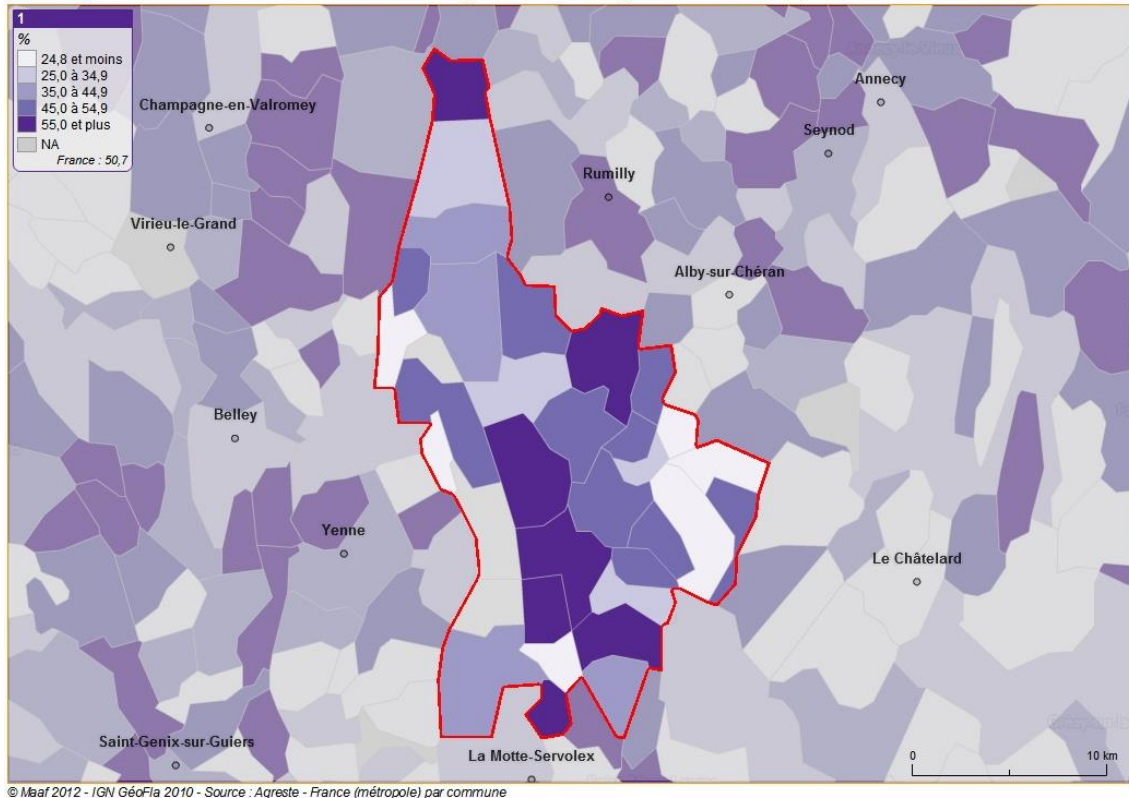 1
%
24,8 et moins
25,0 à 34,9
35,0 à 44,9
45,0 à 54,9
55,0 et plus
NA
France : 50,7
Annecy
Champagne-en-Valromey
Seynod
Rumilly
Virieu-le-Grand
Alby-sur-Chéran
Belley
Yenne
Le Châtelard
Saint-Genix-sur-Guiers
La Motte-Servolex
0 10 km
© Maaf 2012 - IGN GéoFla 2010 - Source : Agreste - France (métropole) par commune